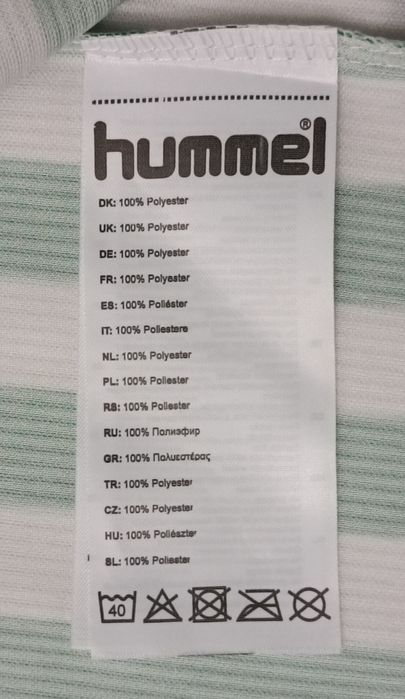 hummel®
DK: 100% Polyester
UK: 100% Polyester
DE: 100% Polyester
FR: 100% Polyester
ES: 100% Poliéster
IT: 100% Poliestere
NL: 100% Polyester
PL: 100% Poliester
RS: 100% Poliester
RU: 100% Полиэфир
GR: 100% Πολυεστέρας
TR: 100% Polyester
CZ: 100% Polyester
HU: 100% Poliészter
SL: 100% Poliester
40